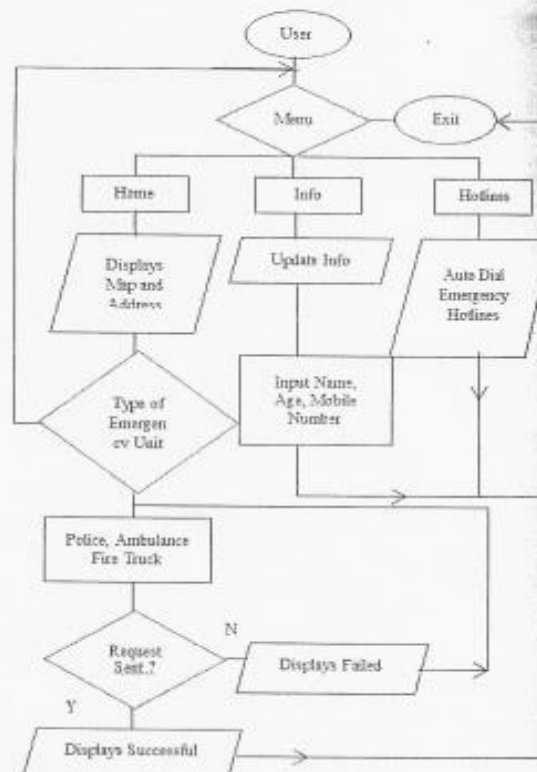 User
Menu
Exit
Home
Info
Hotlines
Displays
Map and
Address
Update Info
Auto Dial
Emergency
Hotlines
Type of
Emergen
cy Unit
Input Name,
Age, Mobile
Number
Police, Ambulance
Fire Truck
Request
Sent.?
N
Displays Failed
Y
Displays Successful